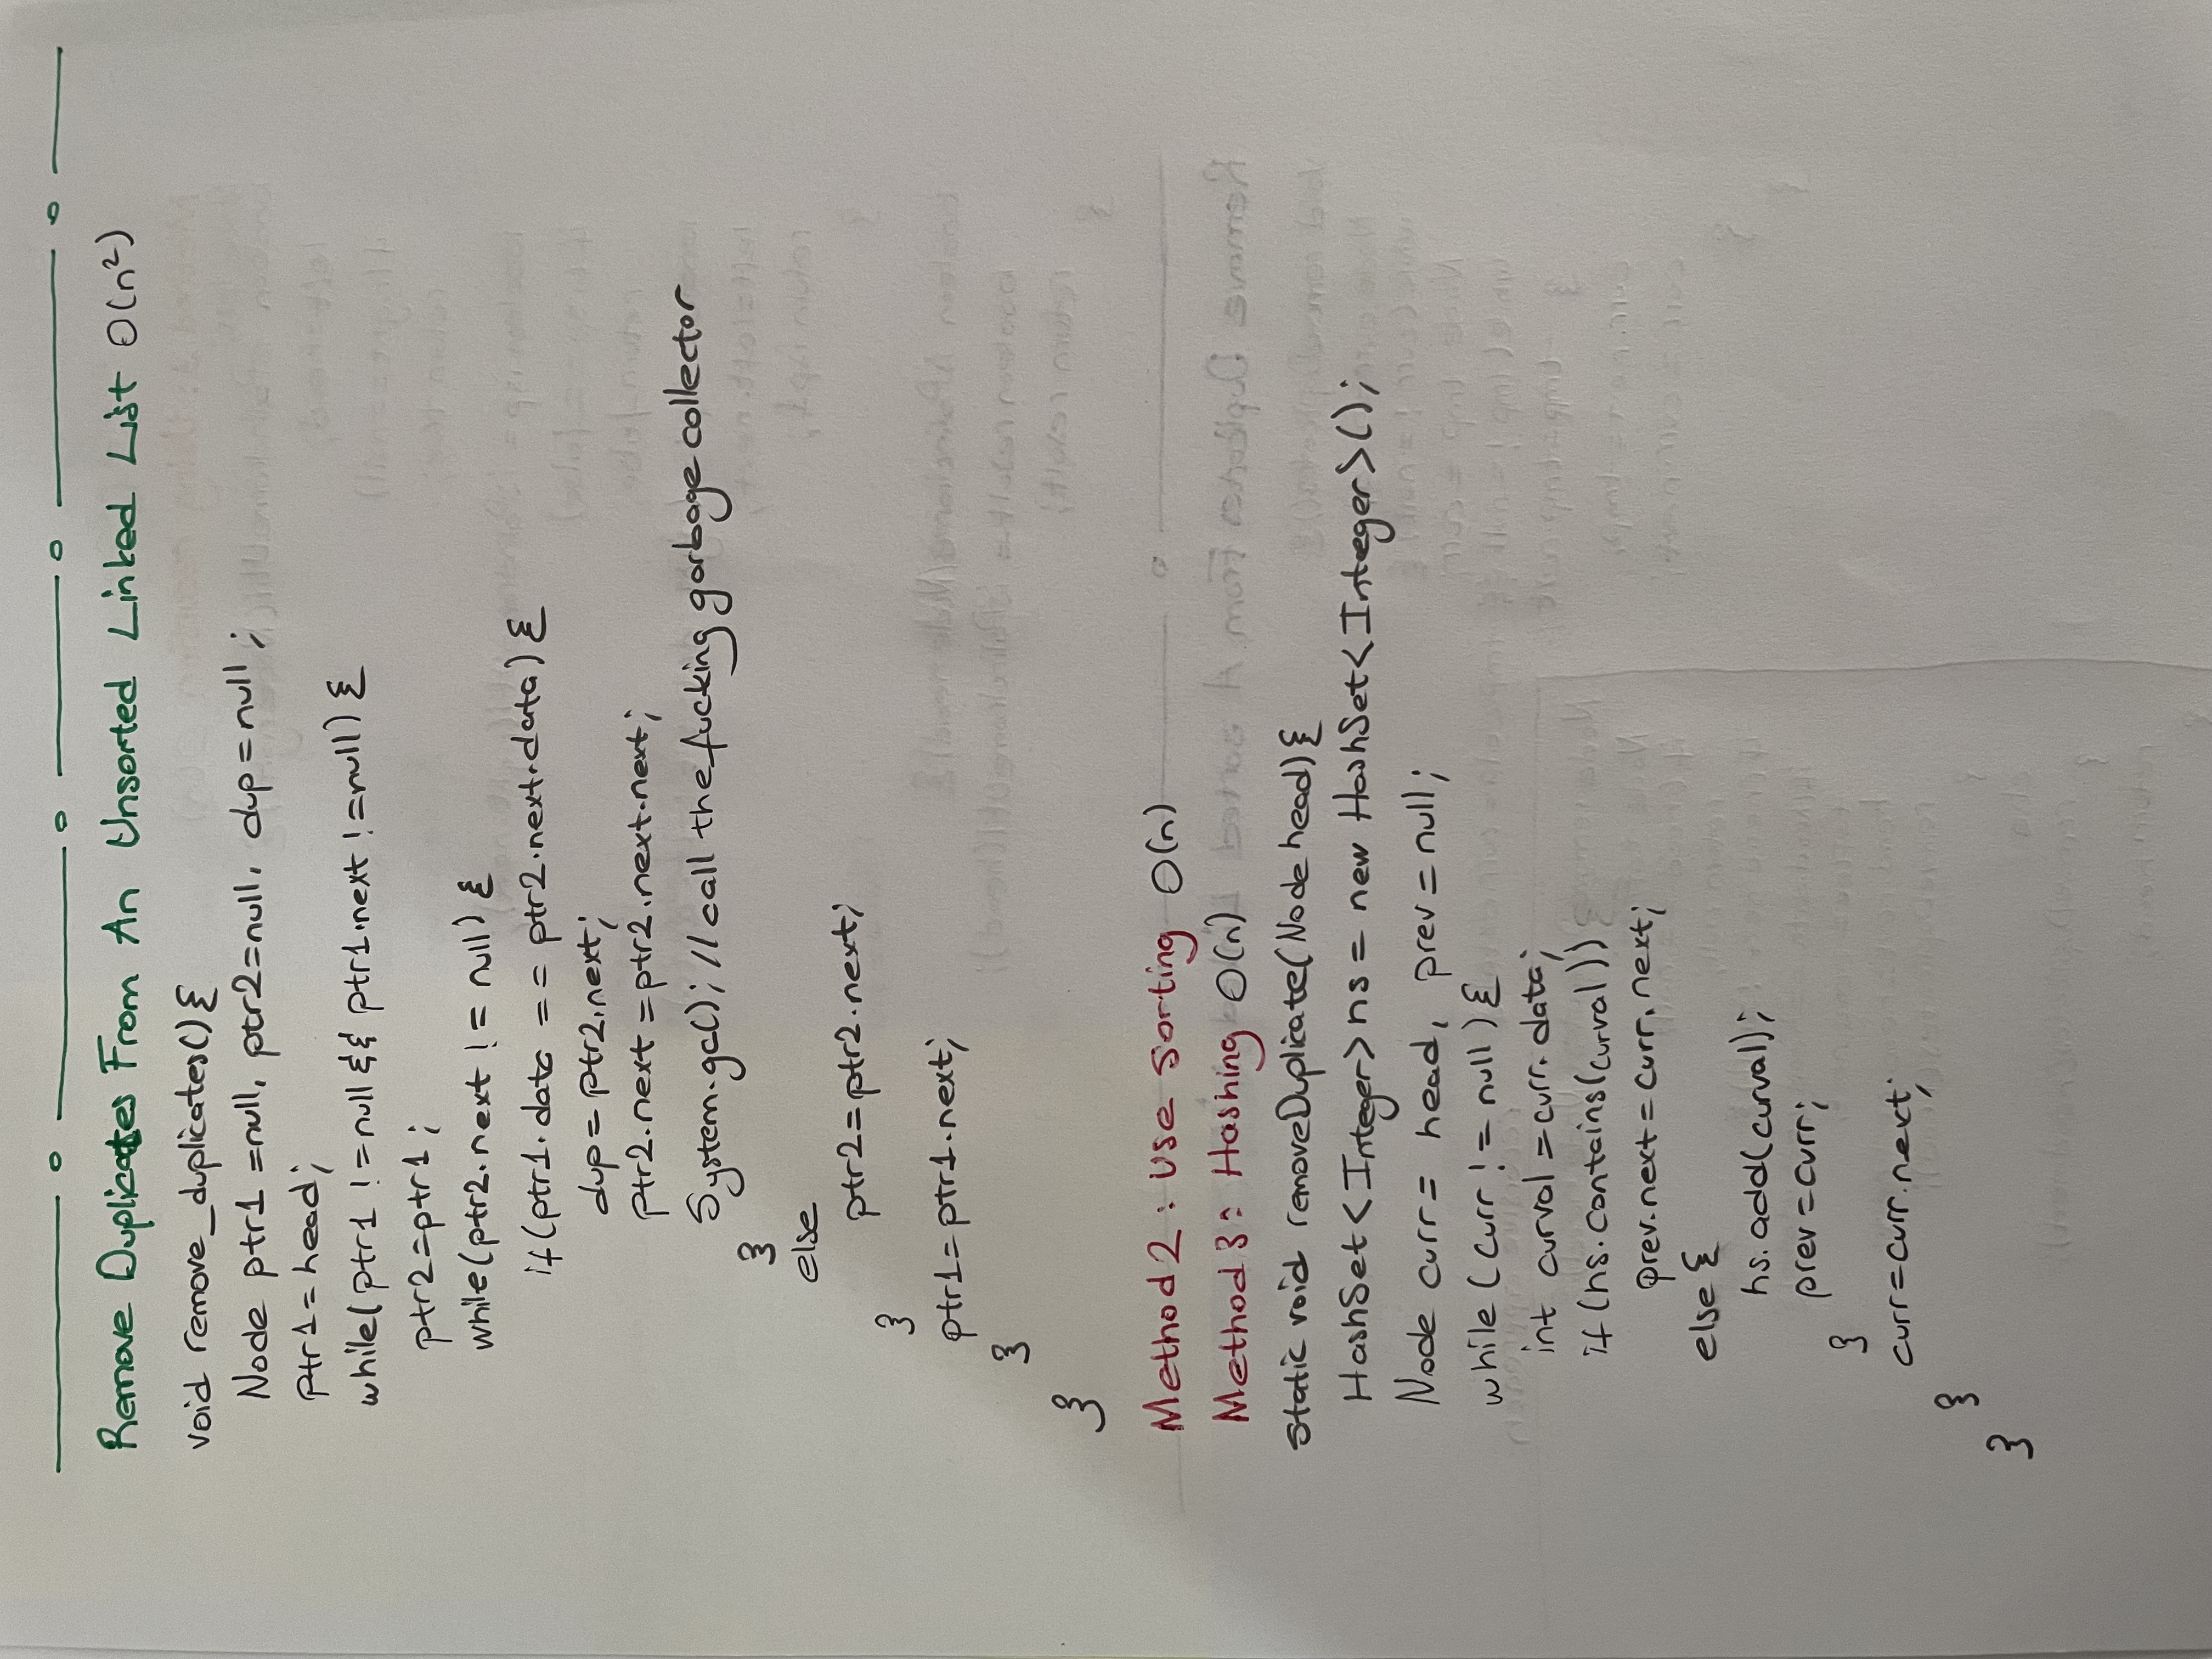 Remove Duplicates From An Unsorted Linked List O(n²)
void remove_duplicates(){
Node ptr1 =null, ptr2=null, dup=null;
ptr1=head;
while(ptr1 !=null && ptr1.next !=null){
ptr2=ptr1;
while(ptr2.next != null){
if(ptr1.data == ptr2.next.data){
dup=ptr2.next;
ptr2.next=ptr2.next.next;
System.gc(); //call the fucking garbage collector
}
else
ptr2=ptr2.next;
}
ptr1=ptr1.next;
}
}
Method 2: Use Sorting O(n)
Method 3: Hashing O(n)
static void removeDuplicate(Node head){
HashSet<Integer>hs = new HashSet<Integer>();
Node curr= head, prev=null;
while (curr != null){
int curval=curr.data;
if(hs.contains(curval))
prev.next=curr.next;
else{
hs.add(curval);
prev=curr;
}
curr=curr.next;
}
}